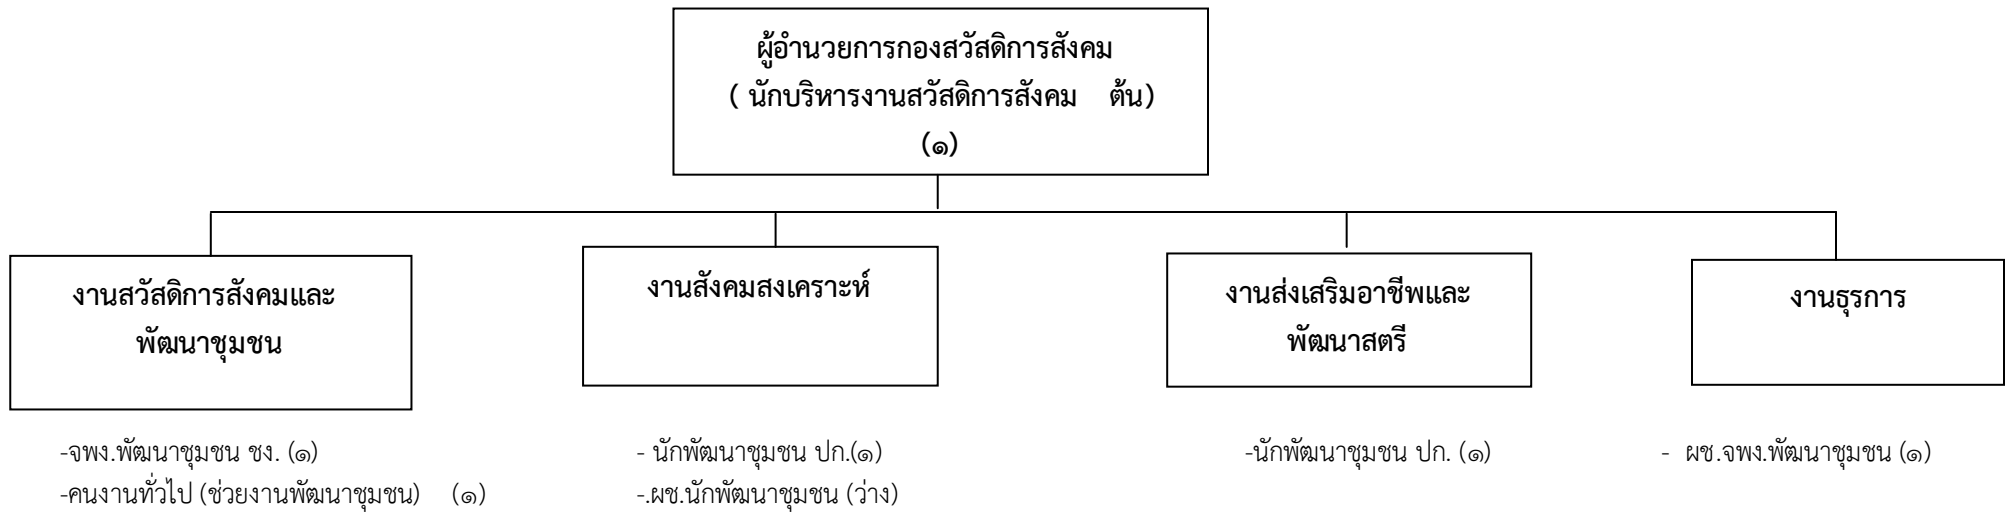 ผู้อำนวยการกองสวัสดิการสังคม
( นักบริหารงานสวัสดิการสังคม ต้น)
(๑)
งานสวัสดิการสังคมและ
พัฒนาชุมชน
งานสังคมสงเคราะห์
งานส่งเสริมอาชีพและ
พัฒนาสตรี
งานธุรการ
-จพง.พัฒนาชุมชน ชง. (๑)
-คนงานทั่วไป (ช่วยงานพัฒนาชุมชน) (๑)
- นักพัฒนาชุมชน ปก.(๑)
-.ผช.นักพัฒนาชุมชน (ว่าง)
-นักพัฒนาชุมชน ปก. (๑)
- ผช.จพง.พัฒนาชุมชน (๑)